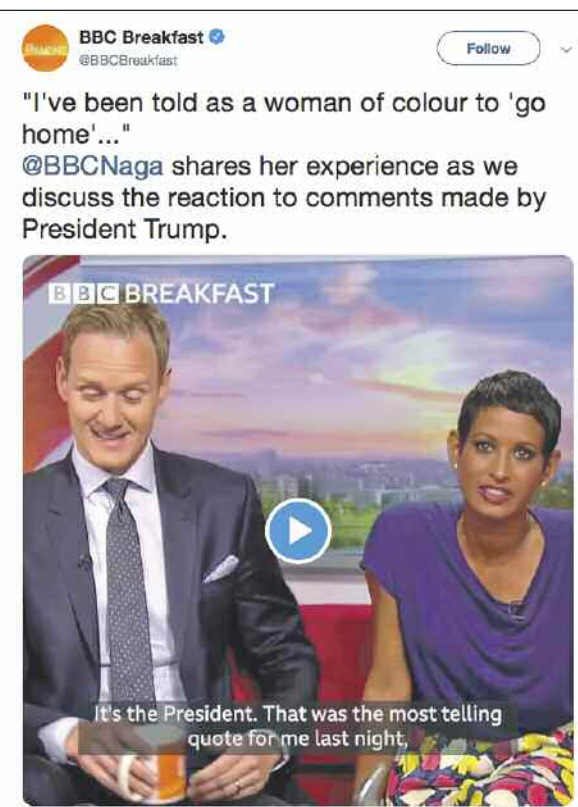 BBC Breakfast
@BBCBreakfast
Follow
"I've been told as a woman of colour to 'go
home'..."
@BBCNaga shares her experience as we
discuss the reaction to comments made by
President Trump.
BBC BREAKFAST
It's the President. That was the most telling
quote for me last night,